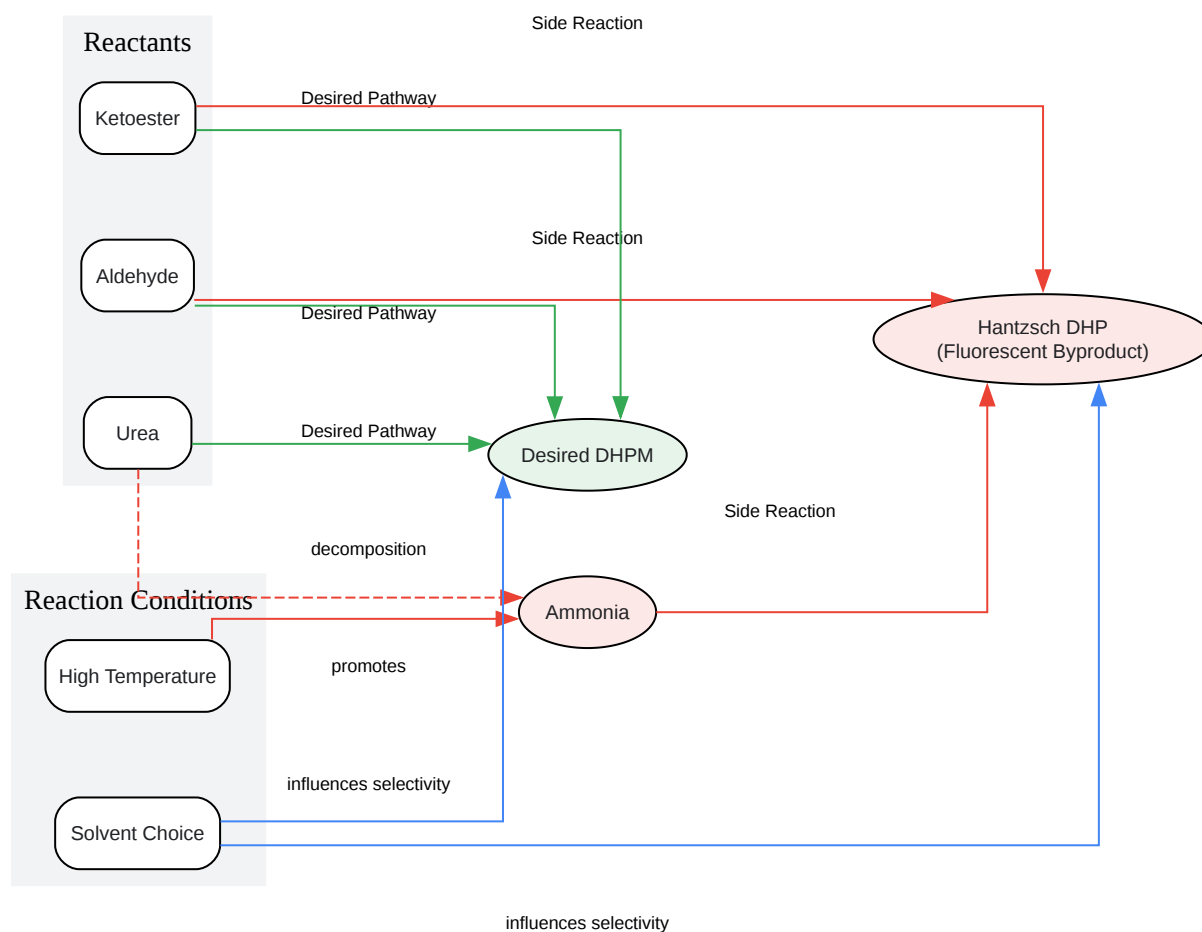 Side Reaction
Reactants
Desired Pathway
Ketoester
Side Reaction
Aldehyde
Desired Pathway
Hantzsch DHP
(Fluorescent Byproduct)
Urea
Desired Pathway
Desired DHPM
Side Reaction
decomposition
Reaction Conditions
Ammonia
promotes
High Temperature
influences selectivity
Solvent Choice
influences selectivity